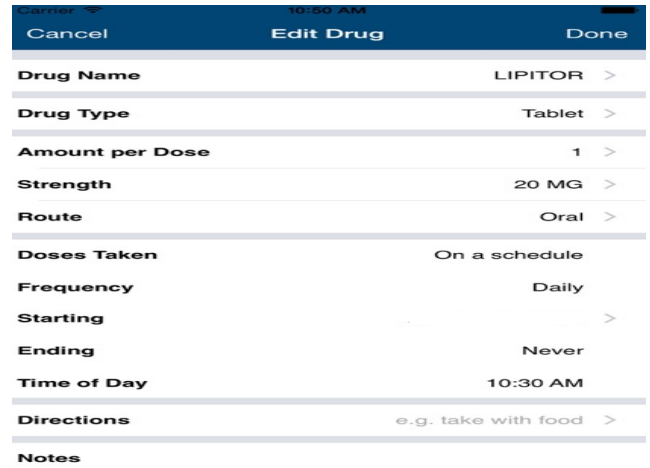 Carrier 10:50 AM
Cancel Edit Drug Done
Drug Name LIPITOR >
Drug Type Tablet >
Amount per Dose 1 >
Strength 20 MG >
Route Oral >
Doses Taken On a schedule
Frequency Daily
Starting >
Ending Never
Time of Day 10:30 AM
Directions e.g. take with food >
Notes